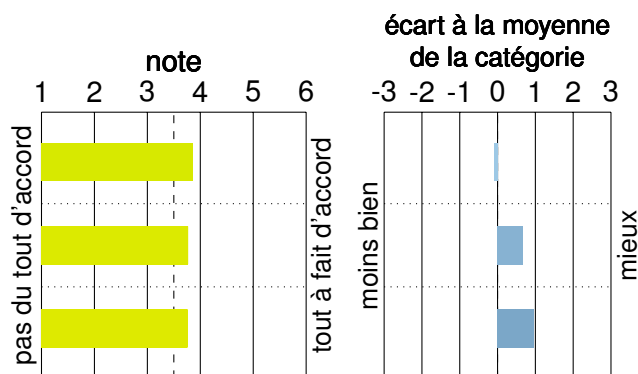 note
1 2 3 4 5 6
pas du tout d'accord
tout à fait d'accord
écart à la moyenne
de la catégorie
-3 -2 -1 0 1 2 3
moins bien
mieux